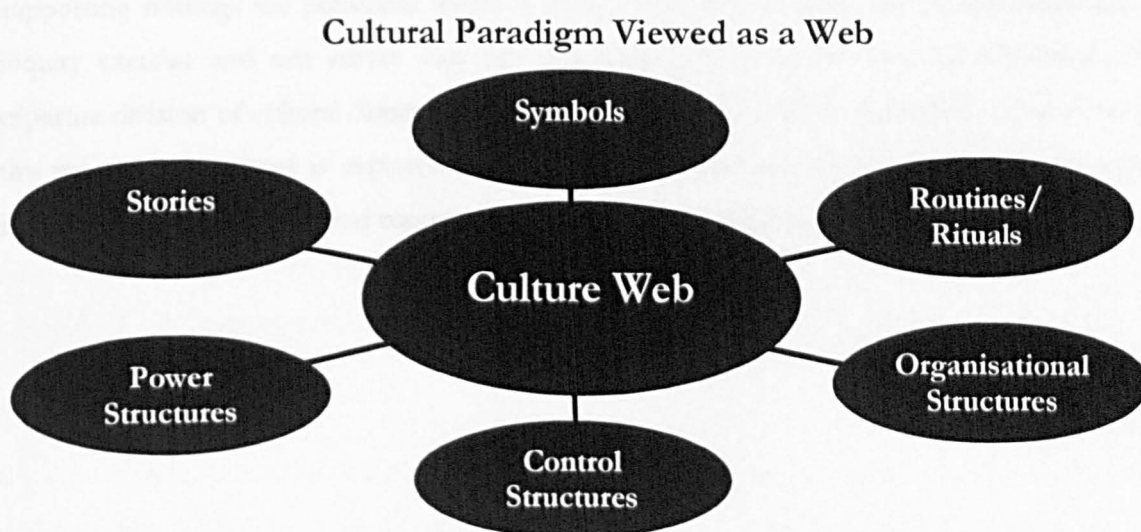 Cultural Paradigm Viewed as a Web
Symbols
Stories
Routines/
Rituals
Culture Web
Power
Structures
Organisational
Structures
Control
Structures